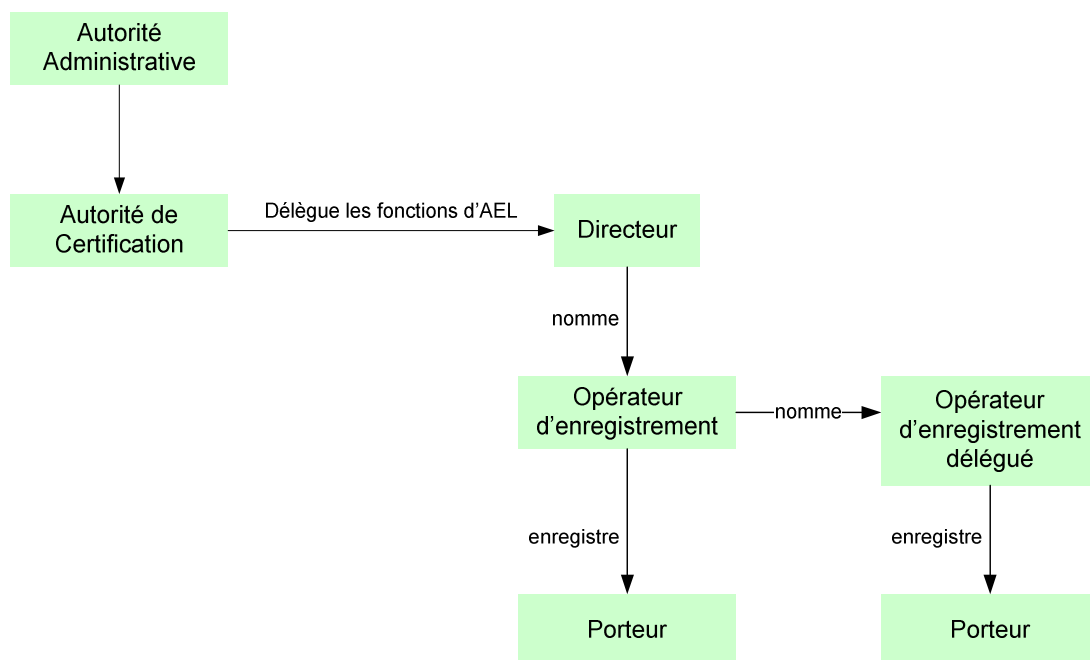 Autorité
Administrative
Autorité de
Certification
Délègue les fonctions d'AEL
Directeur
nomme
Opérateur
d'enregistrement
nomme
Opérateur
d'enregistrement
délégué
enregistre
enregistre
Porteur
Porteur